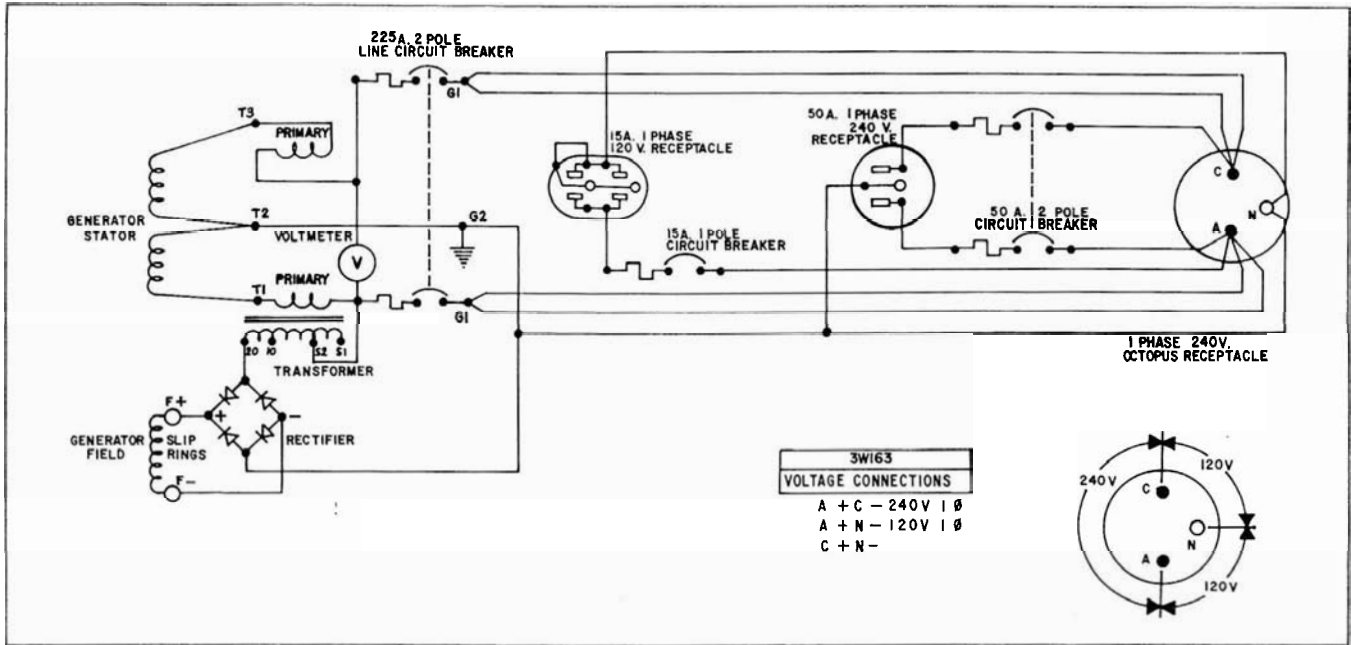 225A. 2 POLE
LINE CIRCUIT BREAKER
G1
T3
PRIMARY
15A. 1 PHASE
120 V. RECEPTACLE
50A. 1 PHASE
240 V.
RECEPTACLE
C
N
A
GENERATOR
STATOR
T2
VOLTMETER
G2
V
50 A. 2 POLE
CIRCUIT BREAKER
15A. 1 POLE
CIRCUIT BREAKER
PRIMARY
T1
G1
20 10 S2 S1
TRANSFORMER
1 PHASE 240V.
OCTOPUS RECEPTACLE
F+
+
-
GENERATOR
FIELD
SLIP
RINGS
RECTIFIER
F-
3W163
VOLTAGE CONNECTIONS
A + C - 240V 1 Ø
A + N - 120V 1 Ø
C + N -
240V
120V
C
N
A
120V